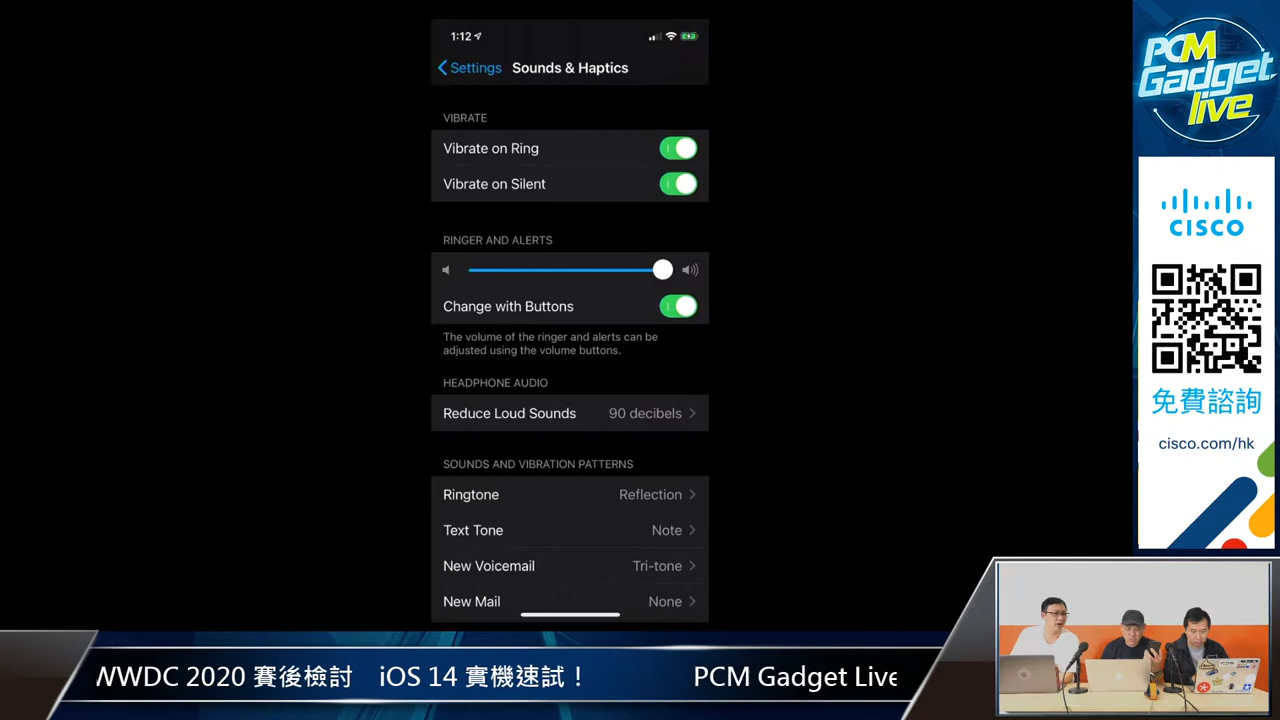 1:12
Settings
Sounds & Haptics
VIBRATE
Vibrate on Ring
Vibrate on Silent
RINGER AND ALERTS
Change with Buttons
The volume of the ringer and alerts can be
adjusted using the volume buttons.
HEADPHONE AUDIO
Reduce Loud Sounds 90 decibels
SOUNDS AND VIBRATION PATTERNS
Ringtone Reflection
Text Tone Note
New Voicemail Tri-tone
New Mail None
PCM
Gadget
live
CISCO
免費諮詢
cisco.com/hk
WWDC 2020 賽後檢討 iOS 14 實機速試！ PCM Gadget Live